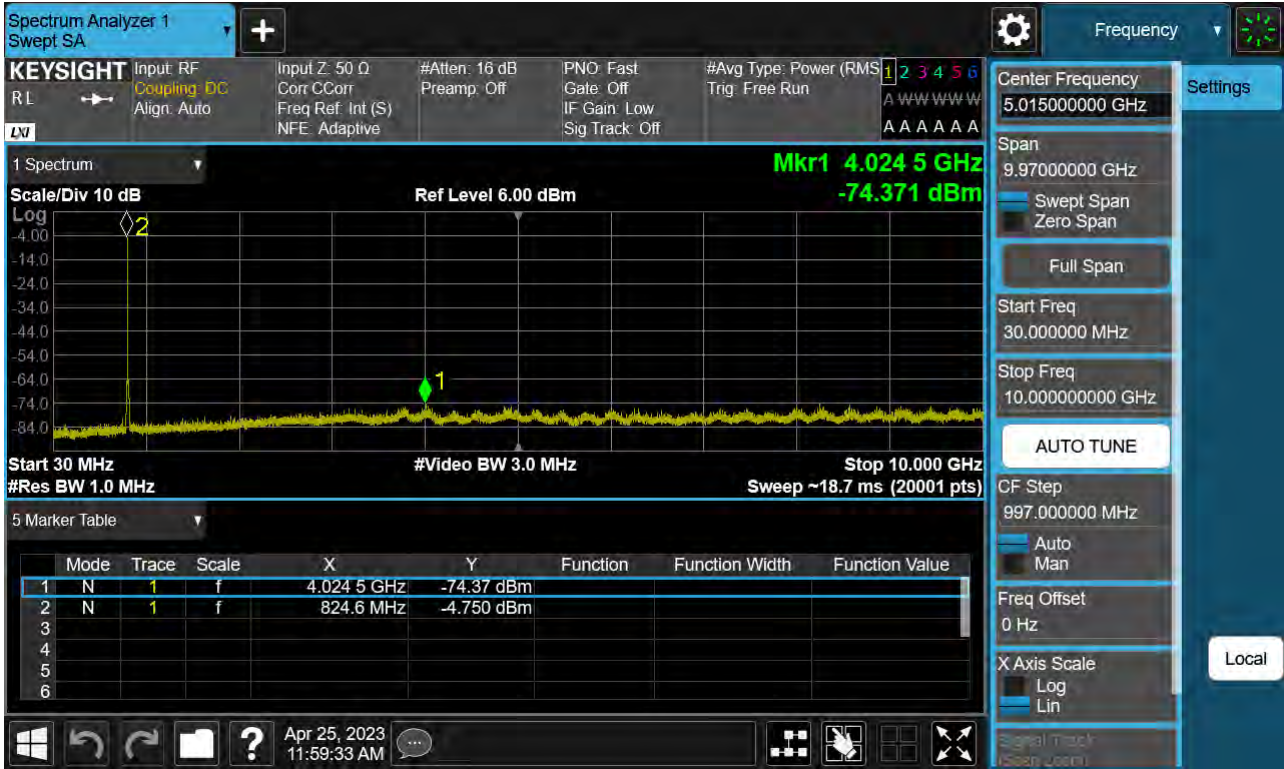 Spectrum Analyzer 1
Swept SA
+
Frequency
KEYSIGHT
R L
LXI
Input: RF
Coupling: DC
Align: Auto
Input Z: 50 Ω
Corr CCorr
Freq Ref: Int (S)
NFE: Adaptive
#Atten: 16 dB
Preamp: Off
PNO: Fast
Gate: Off
IF Gain: Low
Sig Track: Off
#Avg Type: Power (RMS
Trig: Free Run
1 2 3 4 5 6
A W W W W W
A A A A A A
1 Spectrum
Mkr1 4.024 5 GHz
Scale/Div 10 dB
Ref Level 6.00 dBm
-74.371 dBm
Log
-4.00
-14.0
-24.0
-34.0
-44.0
-54.0
-64.0
-74.0
-84.0
2
1
Start 30 MHz
#Video BW 3.0 MHz
Stop 10.000 GHz
#Res BW 1.0 MHz
Sweep ~18.7 ms (20001 pts)
5 Marker Table
Mode Trace Scale X Y Function Function Width Function Value
1 N 1 f 4.024 5 GHz -74.37 dBm
2 N 1 f 824.6 MHz -4.750 dBm
3
4
5
6
?
Apr 25, 2023
11:59:33 AM
Center Frequency
5.015000000 GHz
Span
9.97000000 GHz
Swept Span
Zero Span
Full Span
Start Freq
30.000000 MHz
Stop Freq
10.000000000 GHz
AUTO TUNE
CF Step
997.000000 MHz
Auto
Man
Freq Offset
0 Hz
X Axis Scale
Log
Lin
Signal Track
(Span Zoom)
Settings
Local